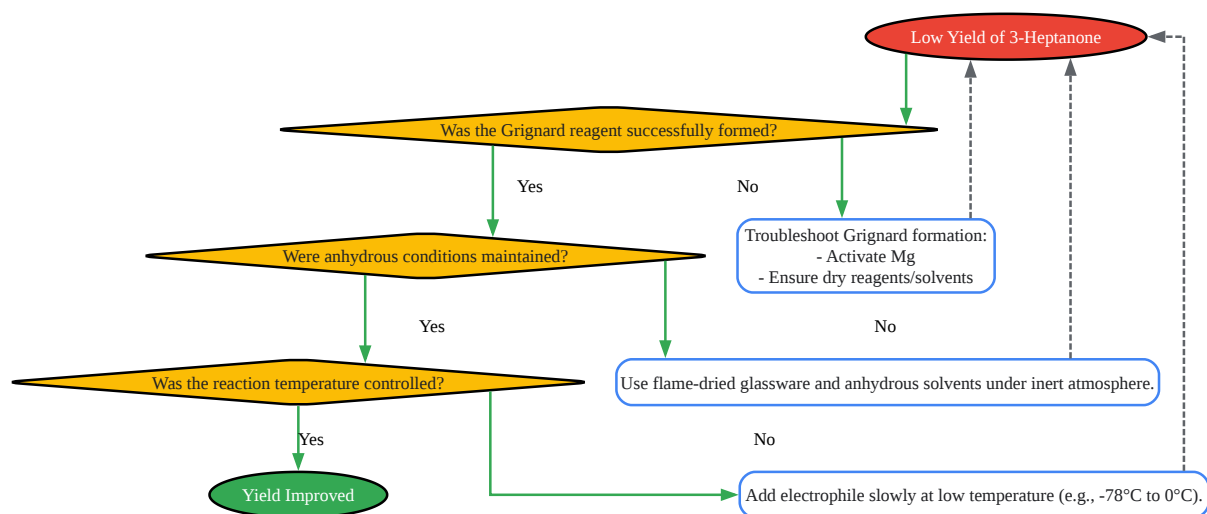 Low Yield of 3-Heptanone
Was the Grignard reagent successfully formed?
Yes
No
Troubleshoot Grignard formation:
- Activate Mg
- Ensure dry reagents/solvents
Were anhydrous conditions maintained?
Yes
No
Use flame-dried glassware and anhydrous solvents under inert atmosphere.
Was the reaction temperature controlled?
Yes
No
Yield Improved
Add electrophile slowly at low temperature (e.g., -78°C to 0°C).